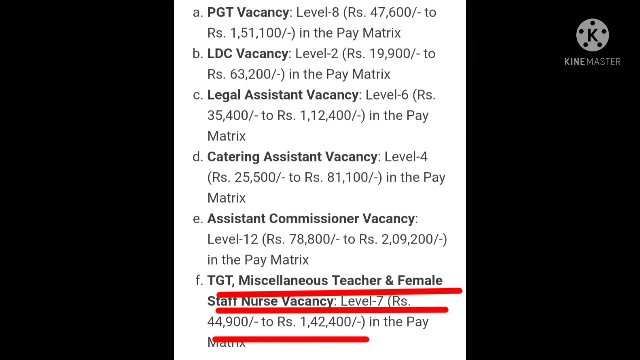 a. PGT Vacancy: Level-8 (Rs. 47,600/- to
Rs. 1,51,100/-) in the Pay Matrix
b. LDC Vacancy: Level-2 (Rs. 19,900/- to
Rs. 63,200/-) in the Pay Matrix
c. Legal Assistant Vacancy: Level-6 (Rs.
35,400/- to Rs. 1,12,400/-) in the Pay
Matrix
d. Catering Assistant Vacancy: Level-4
(Rs. 25,500/- to Rs. 81,100/-) in the Pay
Matrix
e. Assistant Commissioner Vacancy:
Level-12 (Rs. 78,800/- to Rs. 2,09,200/-)
in the Pay Matrix
f. TGT, Miscellaneous Teacher & Female
Staff Nurse Vacancy: Level-7 (Rs.
44,900/- to Rs. 1,42,400/-) in the Pay
Matrix
K
KINEMASTER